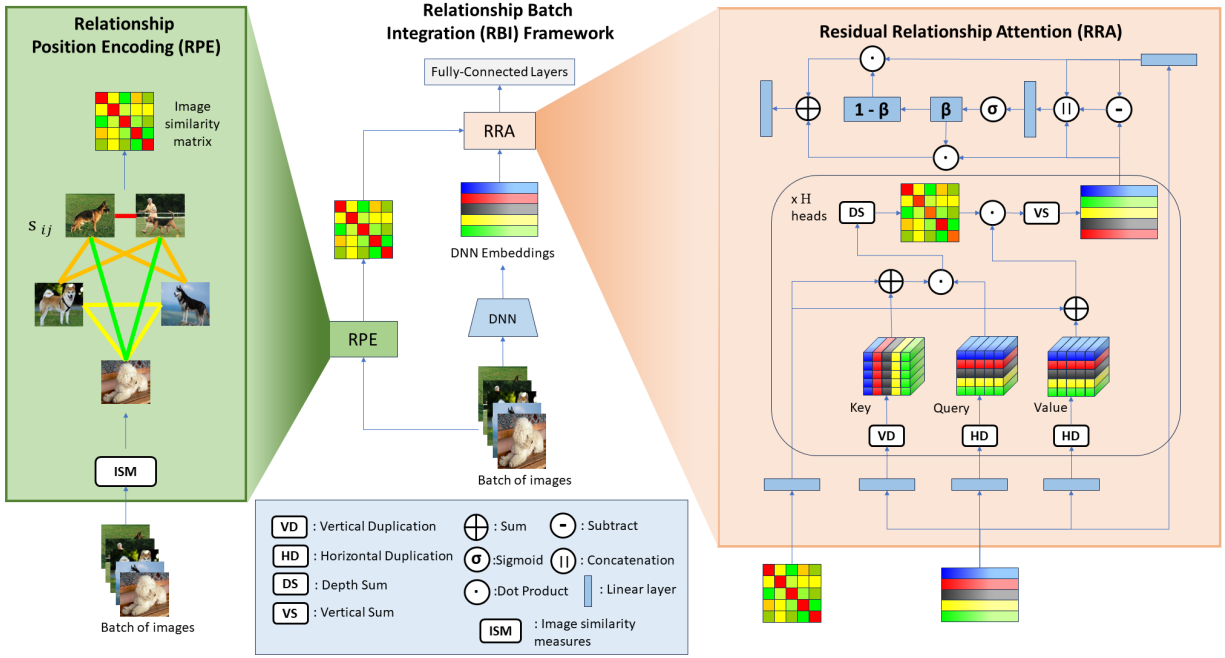 Relationship
Position Encoding (RPE)
Image
similarity
matrix
s ij
ISM
Batch of images
Relationship Batch
Integration (RBI) Framework
Fully-Connected Layers
RRA
DNN Embeddings
DNN
RPE
Batch of images
VD : Vertical Duplication
HD : Horizontal Duplication
DS : Depth Sum
VS : Vertical Sum
: Sum
σ :Sigmoid
:Dot Product
ISM : Image similarity
measures
- : Subtract
|| : Concatenation
: Linear layer
Residual Relationship Attention (RRA)
1 - β
β
σ
||
-
x H
heads
DS
VS
Key
Query
Value
VD
HD
HD